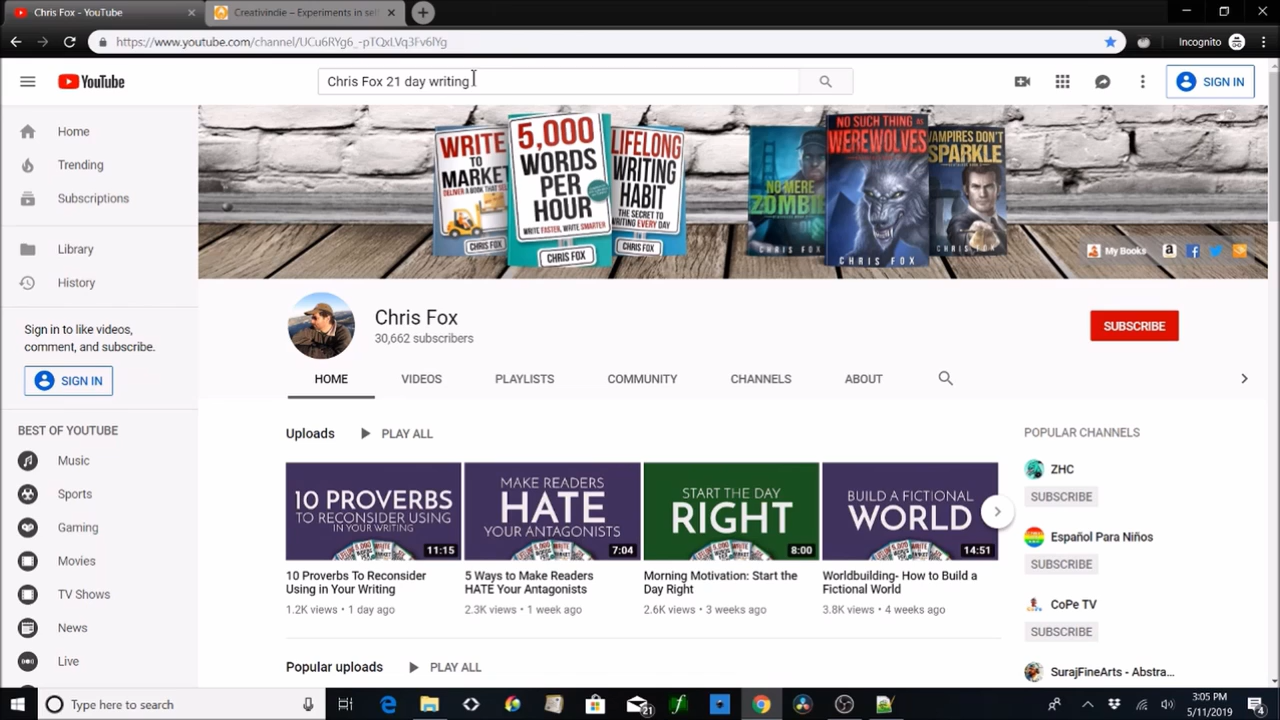 Chris Fox - YouTube
Creativindie – Experiments in self
https://www.youtube.com/channel/UCu6RYg6_-pTQxLVq3Fv6lYg
Incognito
YouTube
Chris Fox 21 day writing
SIGN IN
Home
Trending
Subscriptions
Library
History
Sign in to like videos,
comment, and subscribe.
SIGN IN
BEST OF YOUTUBE
Music
Sports
Gaming
Movies
TV Shows
News
Live
WRITE
TO
MARKET
DELIVER A BOOK THAT SELLS
CHRIS FOX
5,000
WORDS
PER
HOUR
WRITE FASTER, WRITE SMARTER
CHRIS FOX
LIFELONG
WRITING
HABIT
THE SECRET TO
WRITING EVERY DAY
CHRIS FOX
NO MERE
ZOMBIE
CHRIS FOX
NO SUCH THING AS
WEREWOLVES
CHRIS FOX
VAMPIRES DON'T
SPARKLE
CHRIS FOX
My Books
Chris Fox
30,662 subscribers
SUBSCRIBE
HOME
VIDEOS
PLAYLISTS
COMMUNITY
CHANNELS
ABOUT
Uploads
PLAY ALL
10 PROVERBS
TO RECONSIDER USING
IN YOUR WRITING
11:15
10 Proverbs To Reconsider
Using in Your Writing
1.2K views • 1 day ago
MAKE READERS
HATE
YOUR ANTAGONISTS
7:04
5 Ways to Make Readers
HATE Your Antagonists
2.3K views • 1 week ago
START THE DAY
RIGHT
8:00
Morning Motivation: Start the
Day Right
2.6K views • 3 weeks ago
BUILD A FICTIONAL
WORLD
14:51
Worldbuilding- How to Build a
Fictional World
3.8K views • 4 weeks ago
Popular uploads
PLAY ALL
POPULAR CHANNELS
ZHC
SUBSCRIBE
Español Para Niños
SUBSCRIBE
CoPe TV
SUBSCRIBE
SurajFineArts - Abstra...
Type here to search
21
3:05 PM
5/11/2019
4